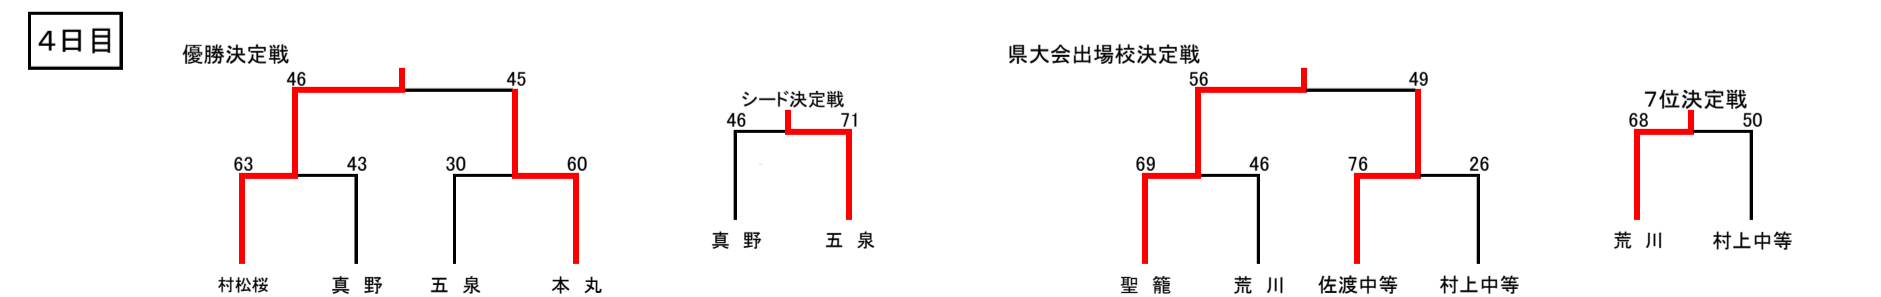 4日目
優勝決定戦
46 45
63 43 30 60
村松桜 真 野 五 泉 本 丸
シード決定戦
46 71
真 野 五 泉
県大会出場校決定戦
56 49
69 46 76 26
聖 籠 荒 川 佐渡中等 村上中等
7位決定戦
68 50
荒 川 村上中等